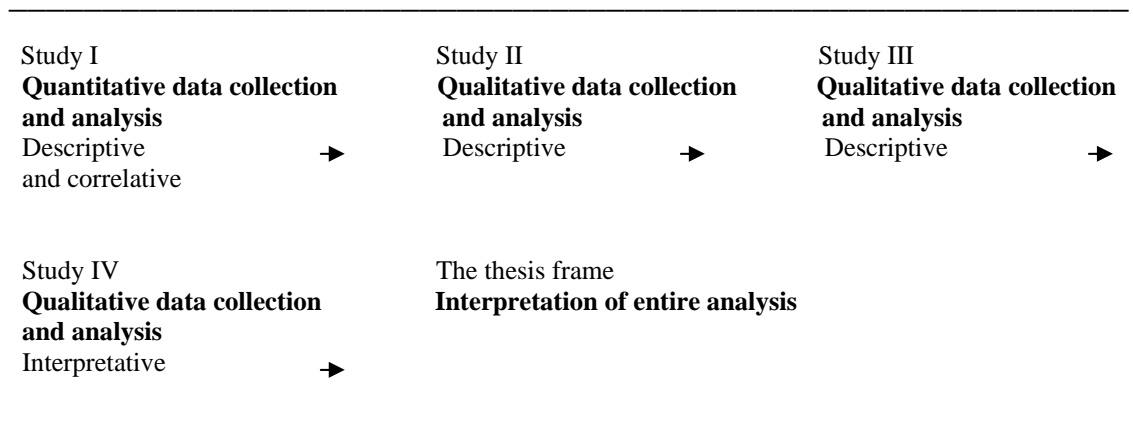 Study I
Quantitative data collection
and analysis
Descriptive
and correlative
Study II
Qualitative data collection
and analysis
Descriptive
Study III
Qualitative data collection
and analysis
Descriptive
Study IV
Qualitative data collection
and analysis
Interpretative
The thesis frame
Interpretation of entire analysis